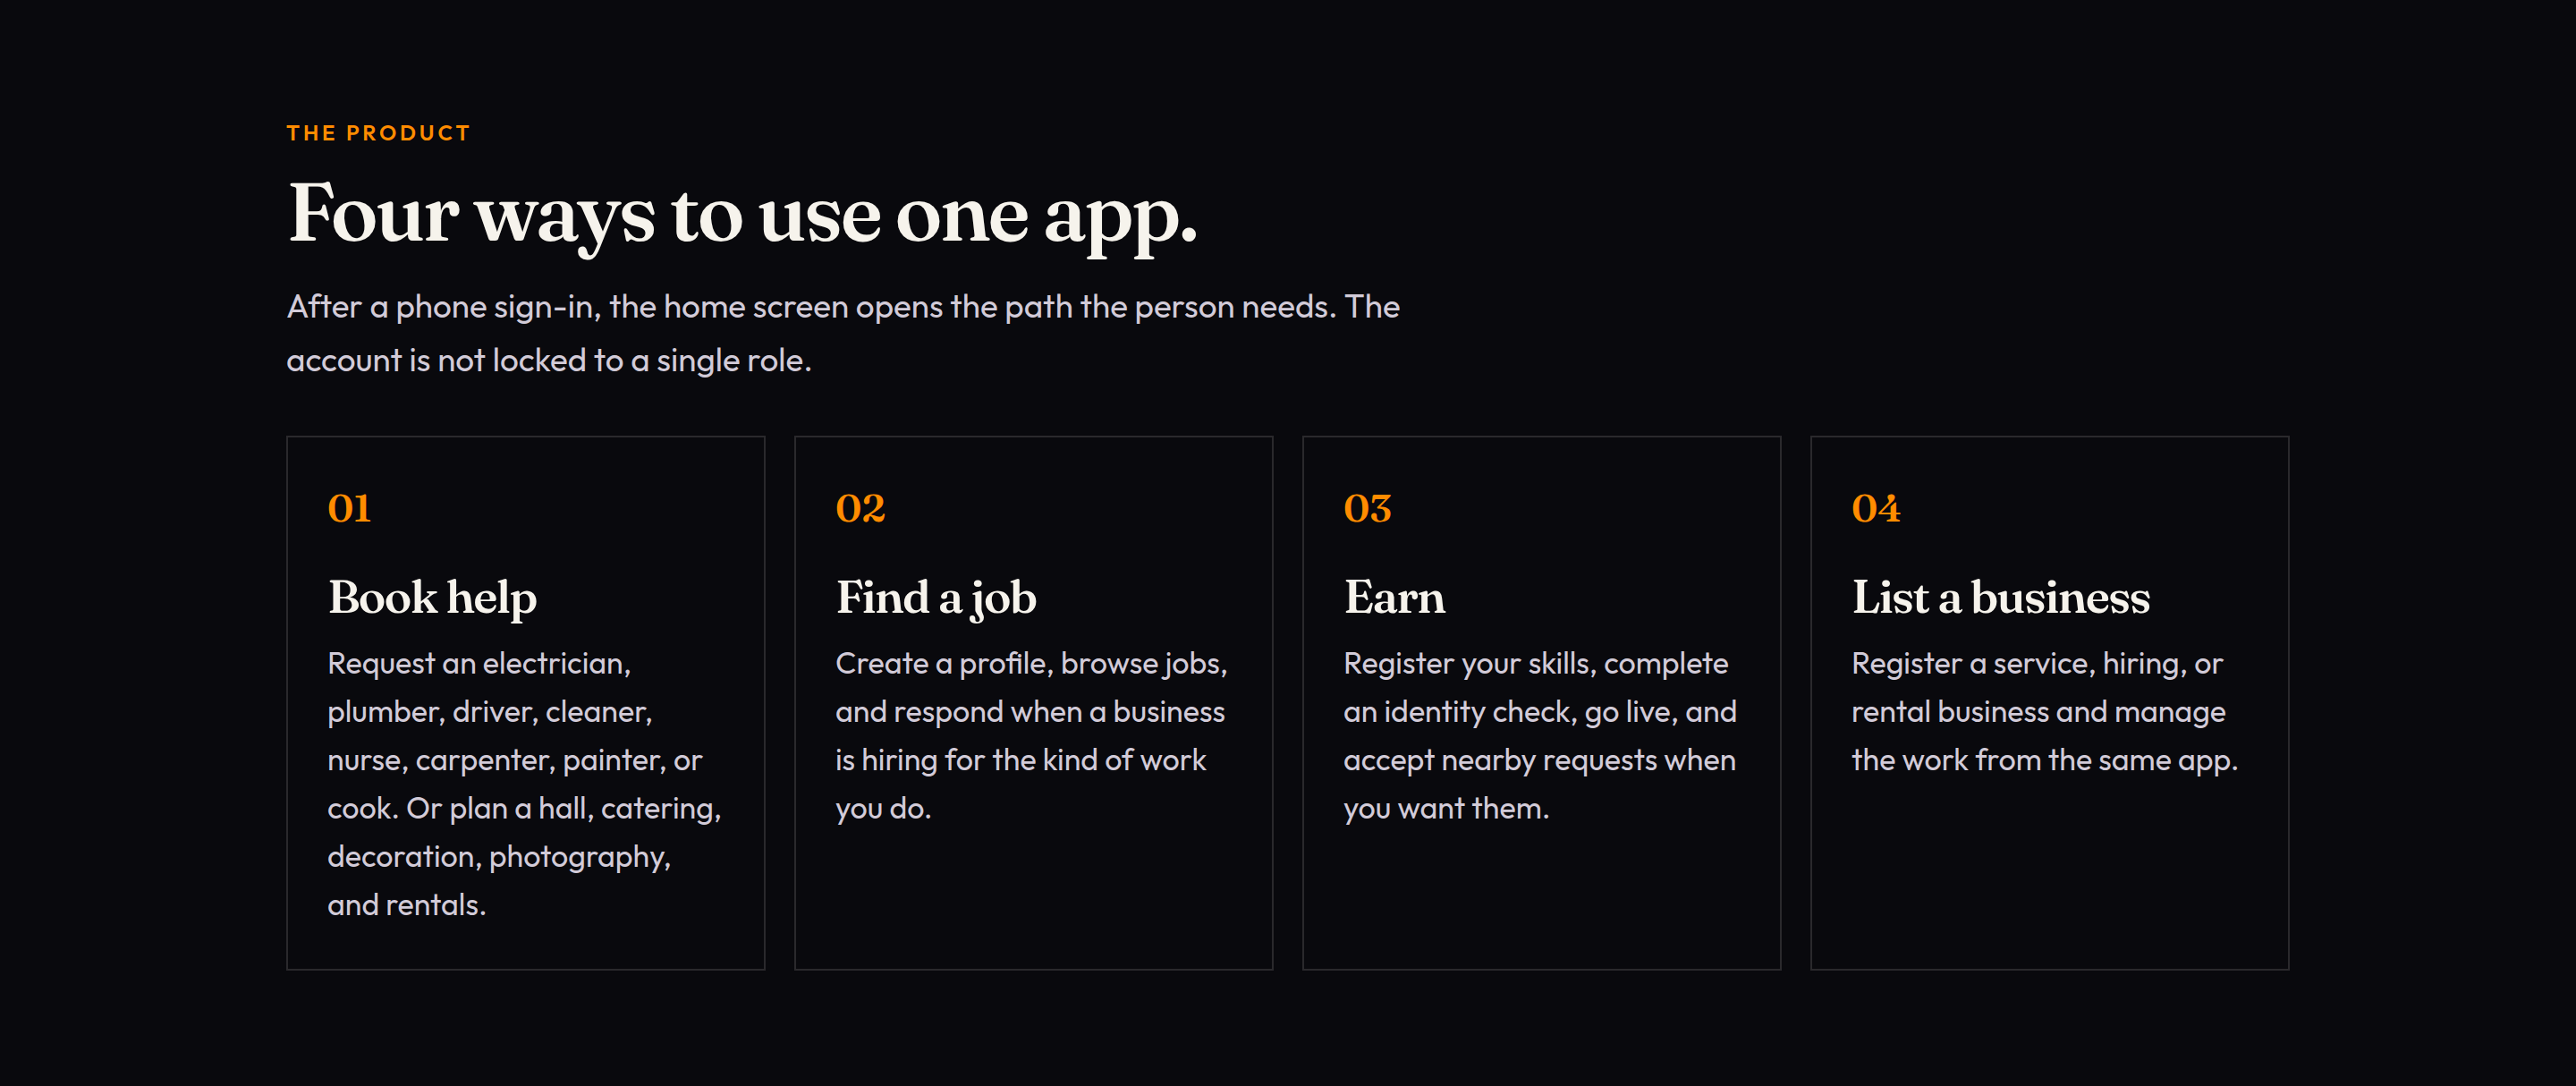 THE PRODUCT
Four ways to use one app.
After a phone sign-in, the home screen opens the path the person needs. The
account is not locked to a single role.
01
Book help
Request an electrician,
plumber, driver, cleaner,
nurse, carpenter, painter, or
cook. Or plan a hall, catering,
decoration, photography,
and rentals.
02
Find a job
Create a profile, browse jobs,
and respond when a business
is hiring for the kind of work
you do.
03
Earn
Register your skills, complete
an identity check, go live, and
accept nearby requests when
you want them.
04
List a business
Register a service, hiring, or
rental business and manage
the work from the same app.